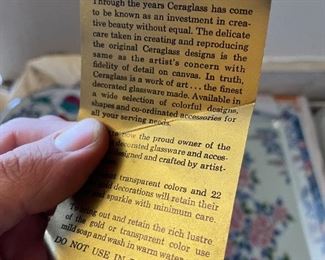 Through the years Ceraglass has come
to be known as an investment in crea-
tive beauty without equal. The delicate
care taken in creating and reproducing
the original Ceraglass designs is the
same as the artist's concern with
fidelity of detail on canvas. In truth,
Ceraglass is a work of art . . . the finest
decorated glassware made. Available in
a wide selection of colorful designs,
shapes and co-ordinated accessories for
all your serving needs.
now the proud owner of the
decorated glassware and acces-
designed and crafted by artist-
transparent colors and 22
gold decorations will retain their
sparkle with minimum care.
out and retain the rich lustre
of the gold or transparent color use
mild soap and wash in warm water.
DO NOT USE IN